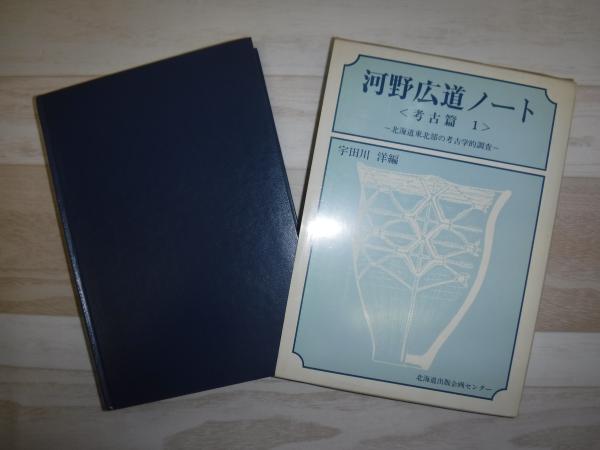 河野広道ノート
<考古篇 1>
~北海道東北部の考古学的調査~
宇田川 洋編
北海道出版企画センター